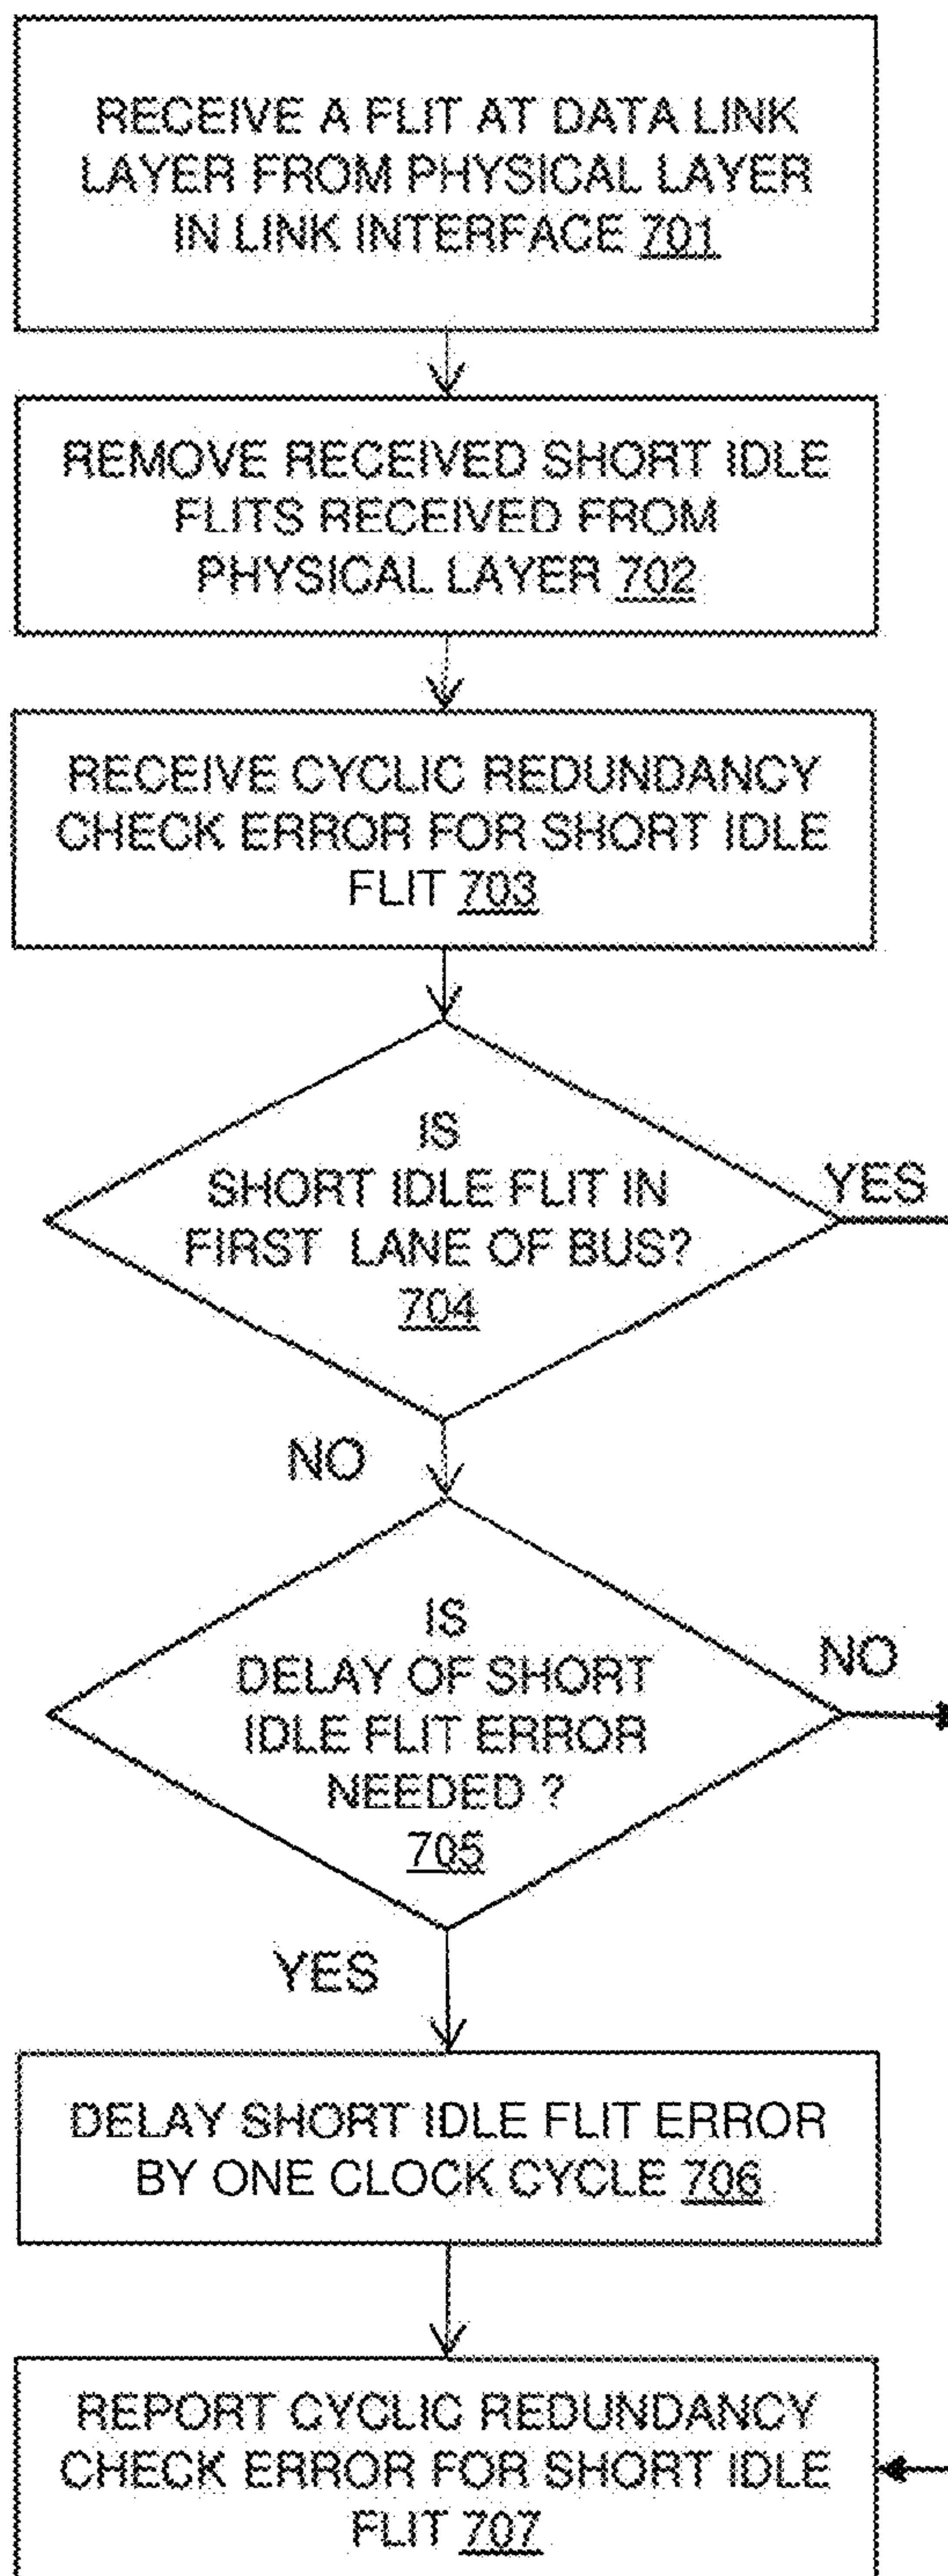 RECEIVE A FLIT AT DATA LINK
LAYER FROM PHYSICAL LAYER
IN LINK INTERFACE 701
REMOVE RECEIVED SHORT IDLE
FLITS RECEIVED FROM
PHYSICAL LAYER 702
RECEIVE CYCLIC REDUNDANCY
CHECK ERROR FOR SHORT IDLE
FLIT 703
IS
SHORT IDLE FLIT IN
FIRST LANE OF BUS?
704
YES
NO
IS
DELAY OF SHORT
IDLE FLIT ERROR
NEEDED ?
705
NO
YES
DELAY SHORT IDLE FLIT ERROR
BY ONE CLOCK CYCLE 706
REPORT CYCLIC REDUNDANCY
CHECK ERROR FOR SHORT IDLE
FLIT 707